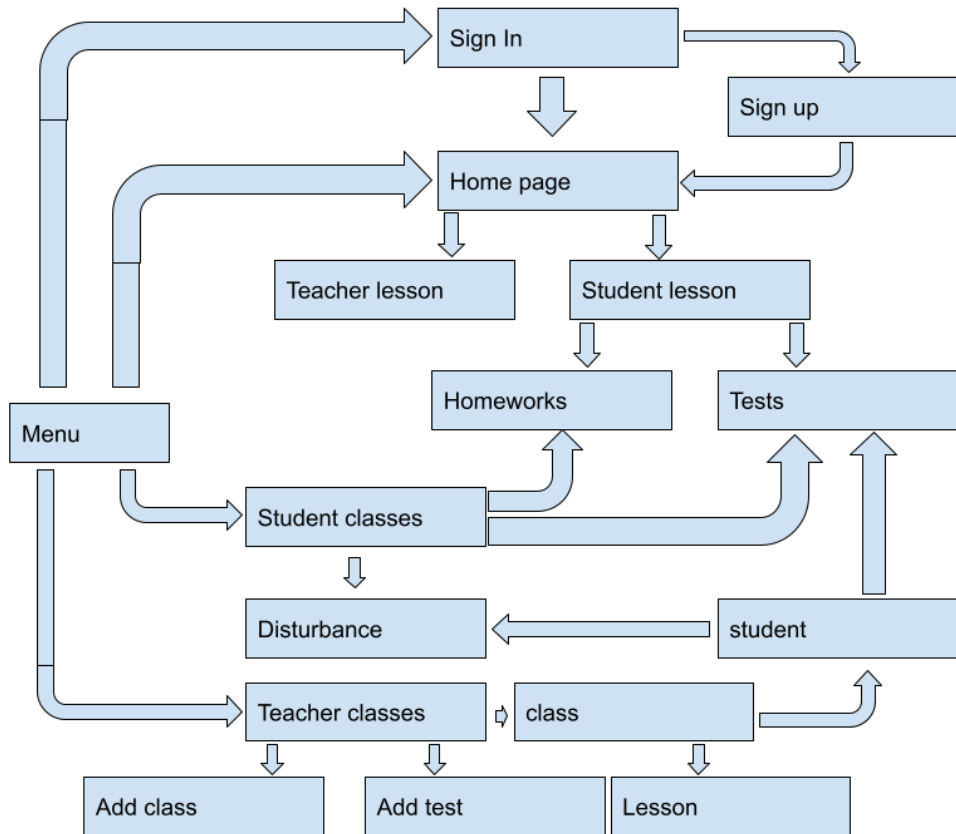 Sign In
Sign up
Home page
Teacher lesson
Student lesson
Homeworks
Tests
Menu
Student classes
Disturbance
student
Teacher classes
class
Add class
Add test
Lesson